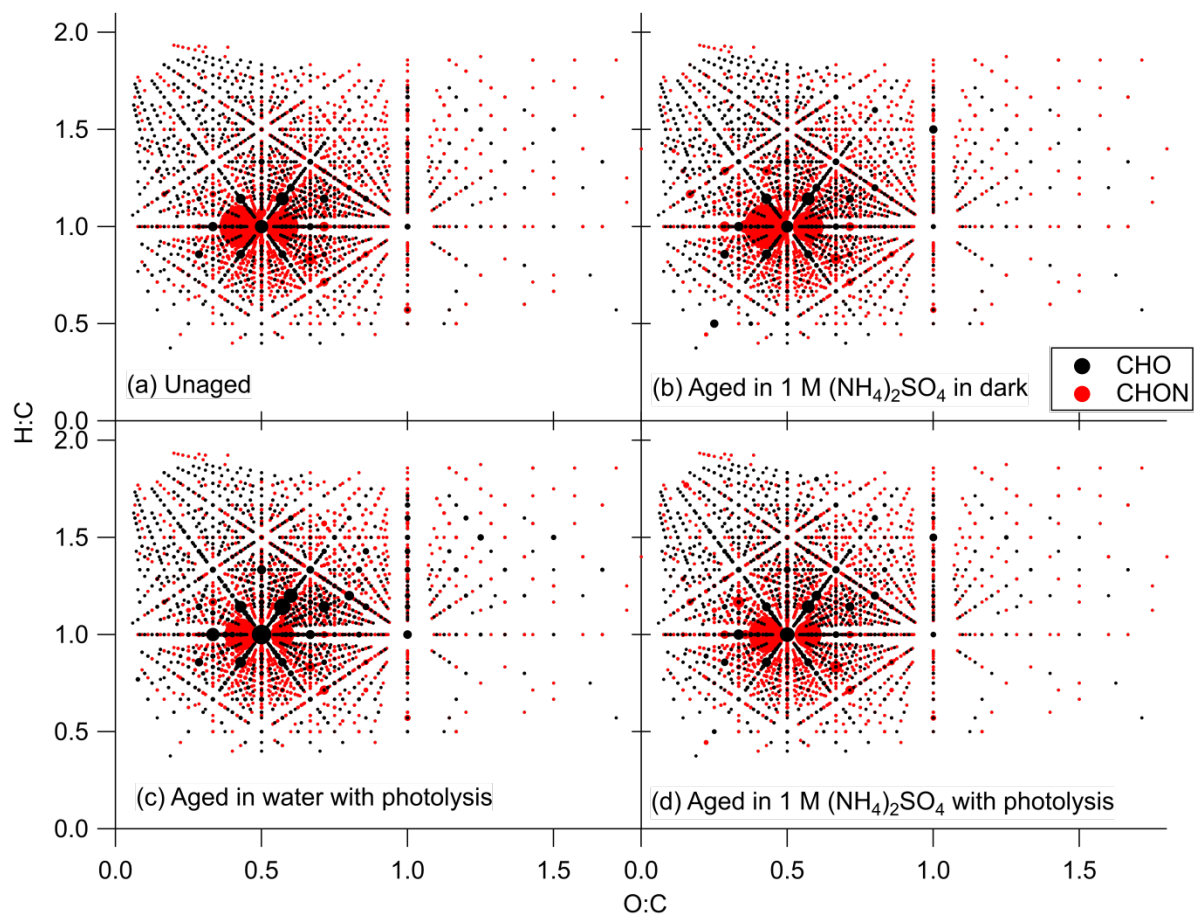 2.0
1.5
1.0
0.5
0.0
(a) Unaged
(b) Aged in 1 M (NH4)2SO4 in dark
CHO
CHON
H:C
2.0
1.5
1.0
0.5
0.0
(c) Aged in water with photolysis
(d) Aged in 1 M (NH4)2SO4 with photolysis
0.0
0.5
1.0
1.5
0.0
0.5
1.0
1.5
O:C